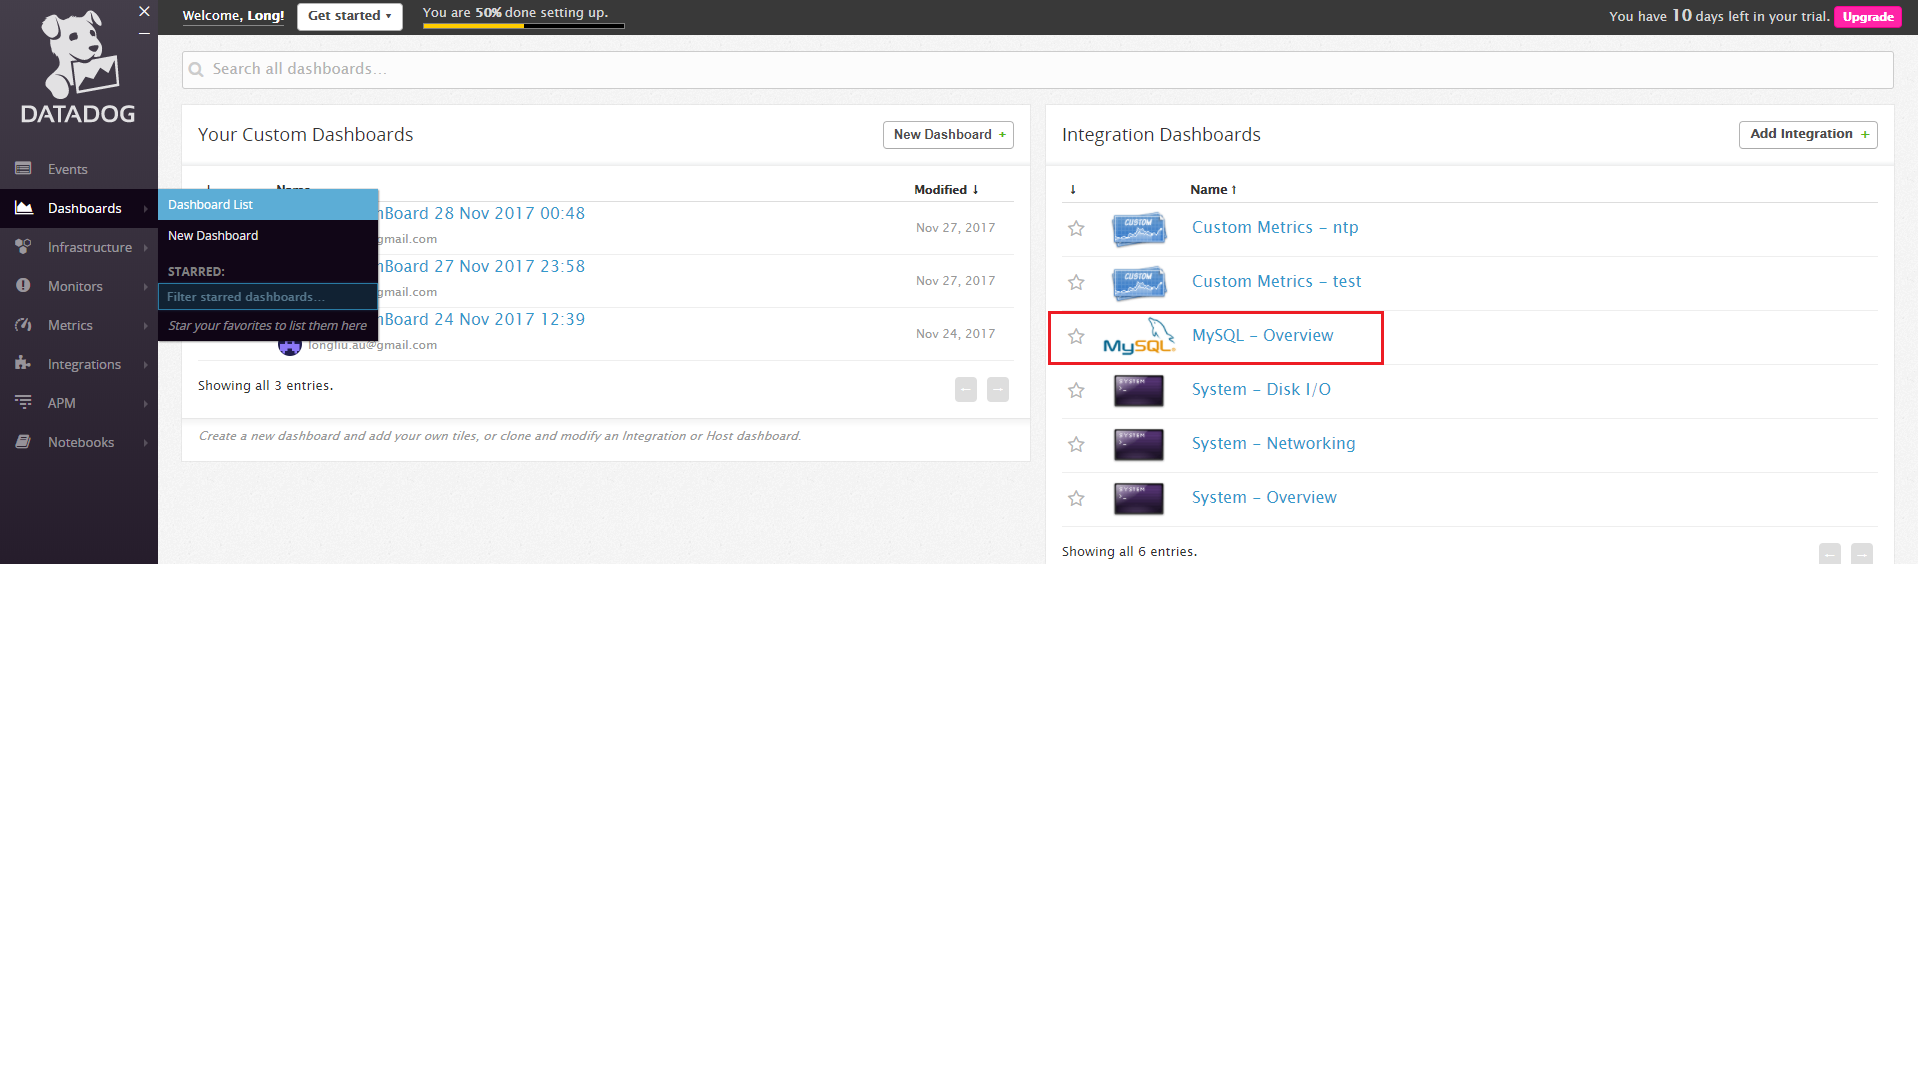 Welcome, Long!
Get started ▾
You are 50% done setting up.
You have 10 days left in your trial.
Upgrade
DATADOG
Events
Dashboards
Infrastructure
Monitors
Metrics
Integrations
APM
Notebooks
Dashboard List
New Dashboard
STARRED:
Filter starred dashboards...
Star your favorites to list them here
Search all dashboards...
Your Custom Dashboards
New Dashboard +
Modified ↓
Board 28 Nov 2017 00:48
gmail.com
Nov 27, 2017
Board 27 Nov 2017 23:58
gmail.com
Nov 27, 2017
Board 24 Nov 2017 12:39
longliu.au@gmail.com
Nov 24, 2017
Showing all 3 entries.
← →
Create a new dashboard and add your own tiles, or clone and modify an Integration or Host dashboard.
Integration Dashboards
Add Integration +
↓ Name ↑
CUSTOM
Custom Metrics – ntp
CUSTOM
Custom Metrics – test
MySQL
MySQL – Overview
SYSTEM
System – Disk I/O
SYSTEM
System – Networking
SYSTEM
System – Overview
Showing all 6 entries.
← →